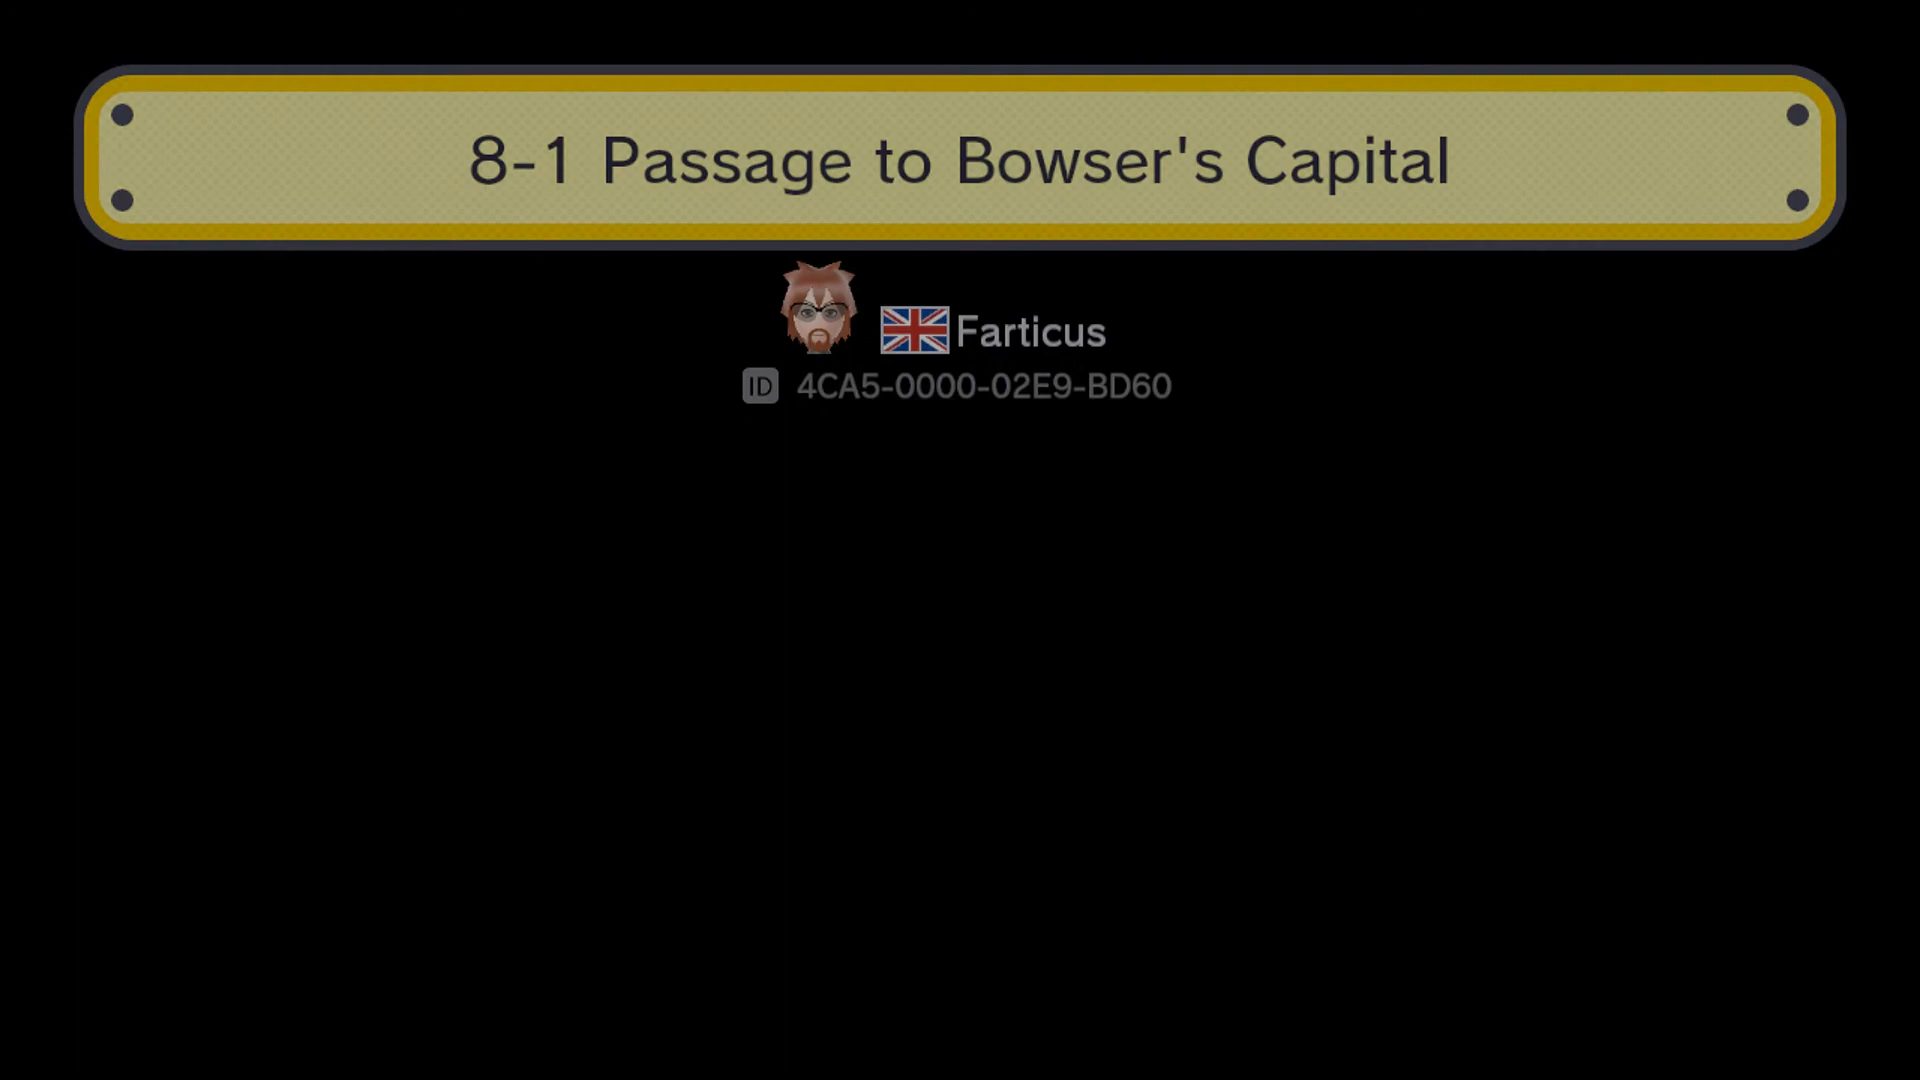 8-1 Passage to Bowser's Capital
Farticus
ID 4CA5-0000-02E9-BD60